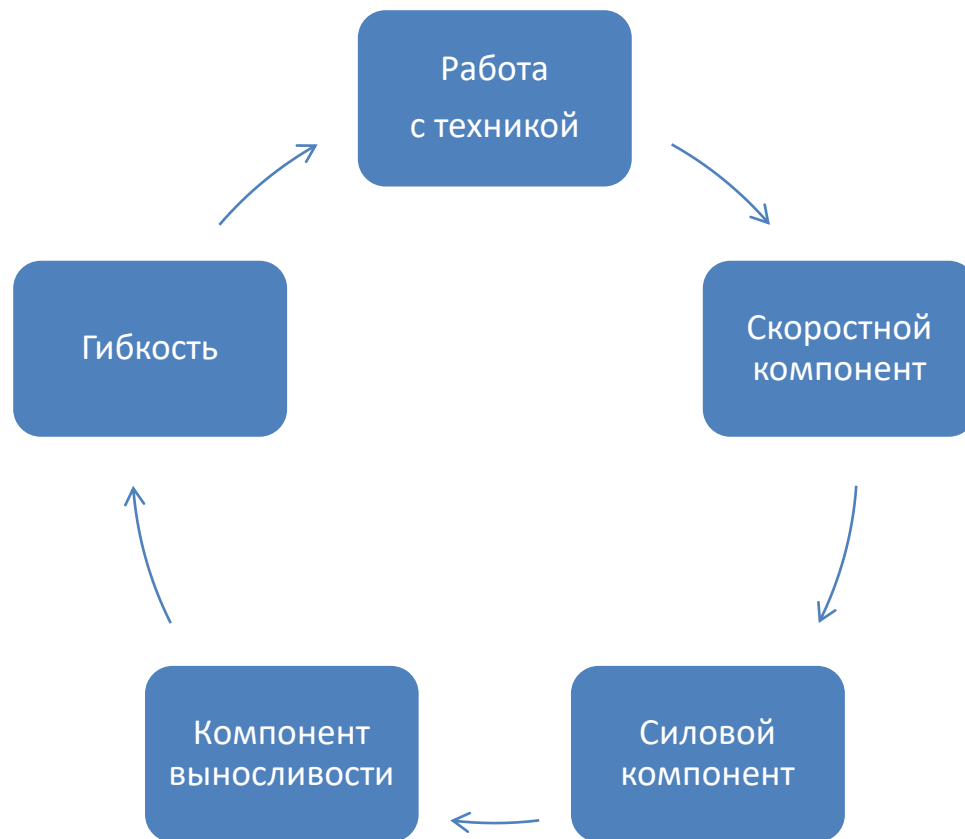 Работа
с техникой
Скоростной
компонент
Силовой
компонент
Компонент
выносливости
Гибкость